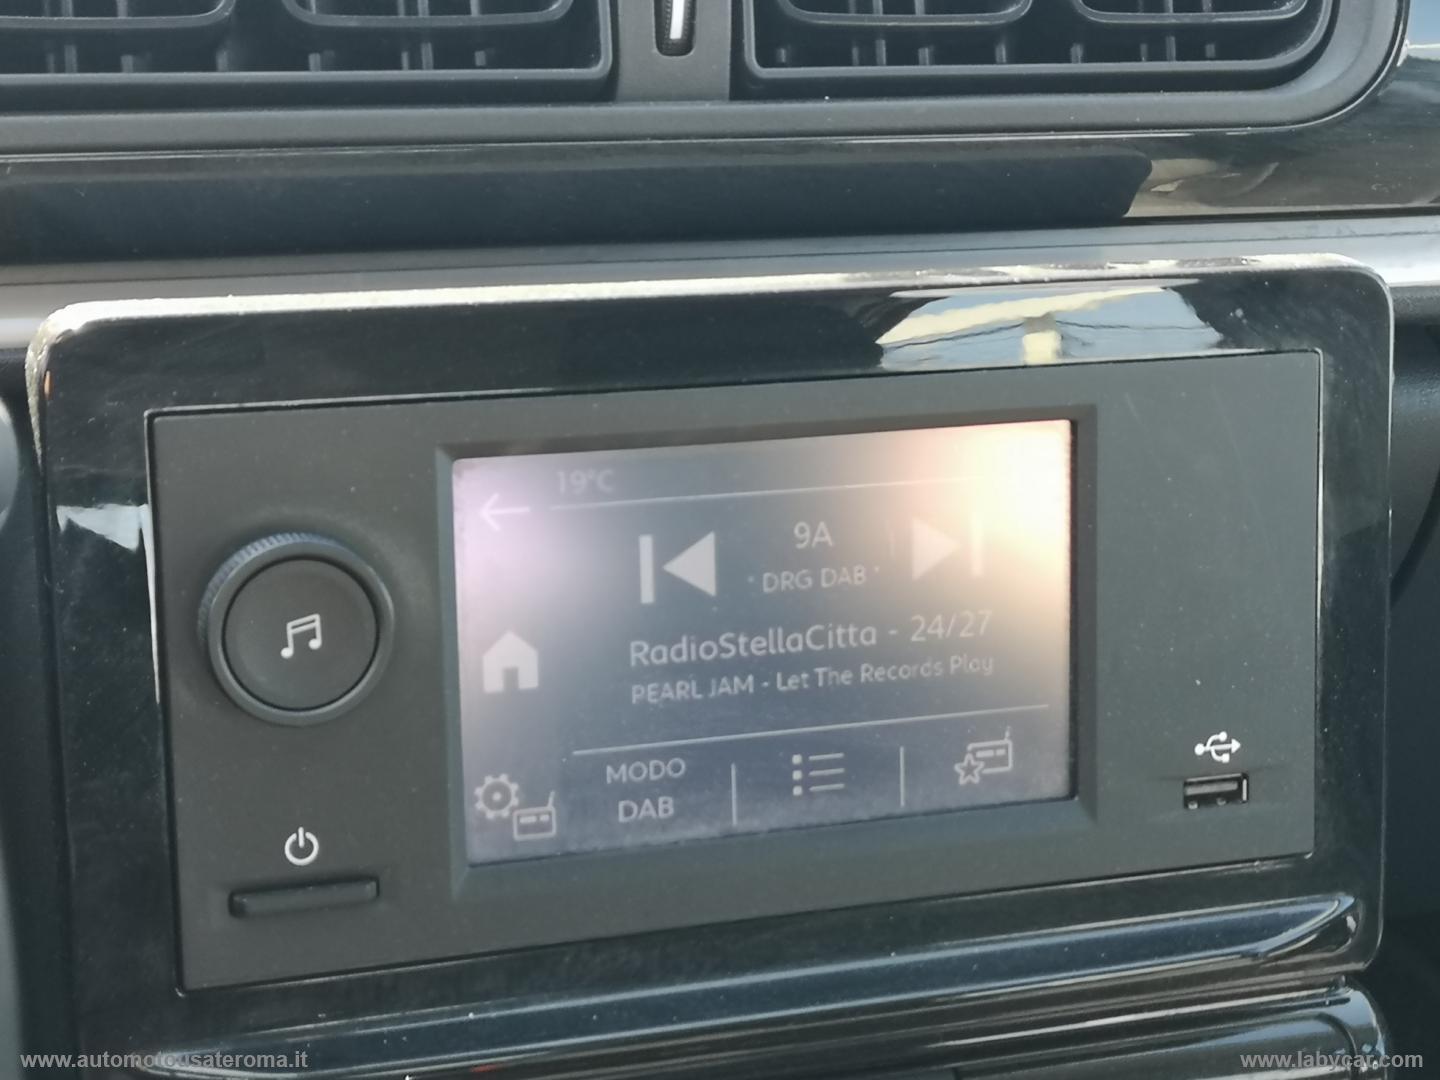 19°C
9A
DRG DAB
RadioStellaCitta - 24/27
PEARL JAM - Let The Records Play
MODO
DAB
www.automotousateroma.it
www.labycar.com